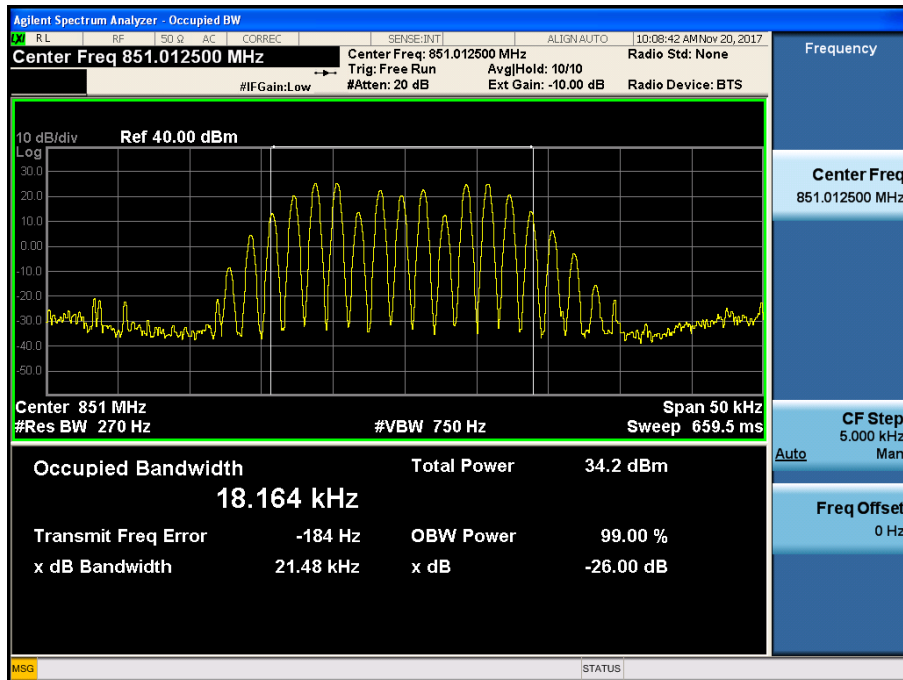 Agilent Spectrum Analyzer - Occupied BW
LXI RL RF 50 Ω AC CORREC SENSE:INT ALIGN AUTO 10:08:42 AM Nov 20, 2017
Center Freq 851.012500 MHz
Center Freq: 851.012500 MHz Radio Std: None
Trig: Free Run Avg|Hold: 10/10
#IFGain:Low #Atten: 20 dB Ext Gain: -10.00 dB Radio Device: BTS
10 dB/div Ref 40.00 dBm
Log
30.0
20.0
10.0
0.00
-10.0
-20.0
-30.0
-40.0
-50.0
Center 851 MHz Span 50 kHz
#Res BW 270 Hz #VBW 750 Hz Sweep 659.5 ms
Occupied Bandwidth Total Power 34.2 dBm
18.164 kHz
Transmit Freq Error -184 Hz OBW Power 99.00 %
x dB Bandwidth 21.48 kHz x dB -26.00 dB
MSG STATUS
Frequency
Center Freq
851.012500 MHz
CF Step
5.000 kHz
Auto Man
Freq Offset
0 Hz